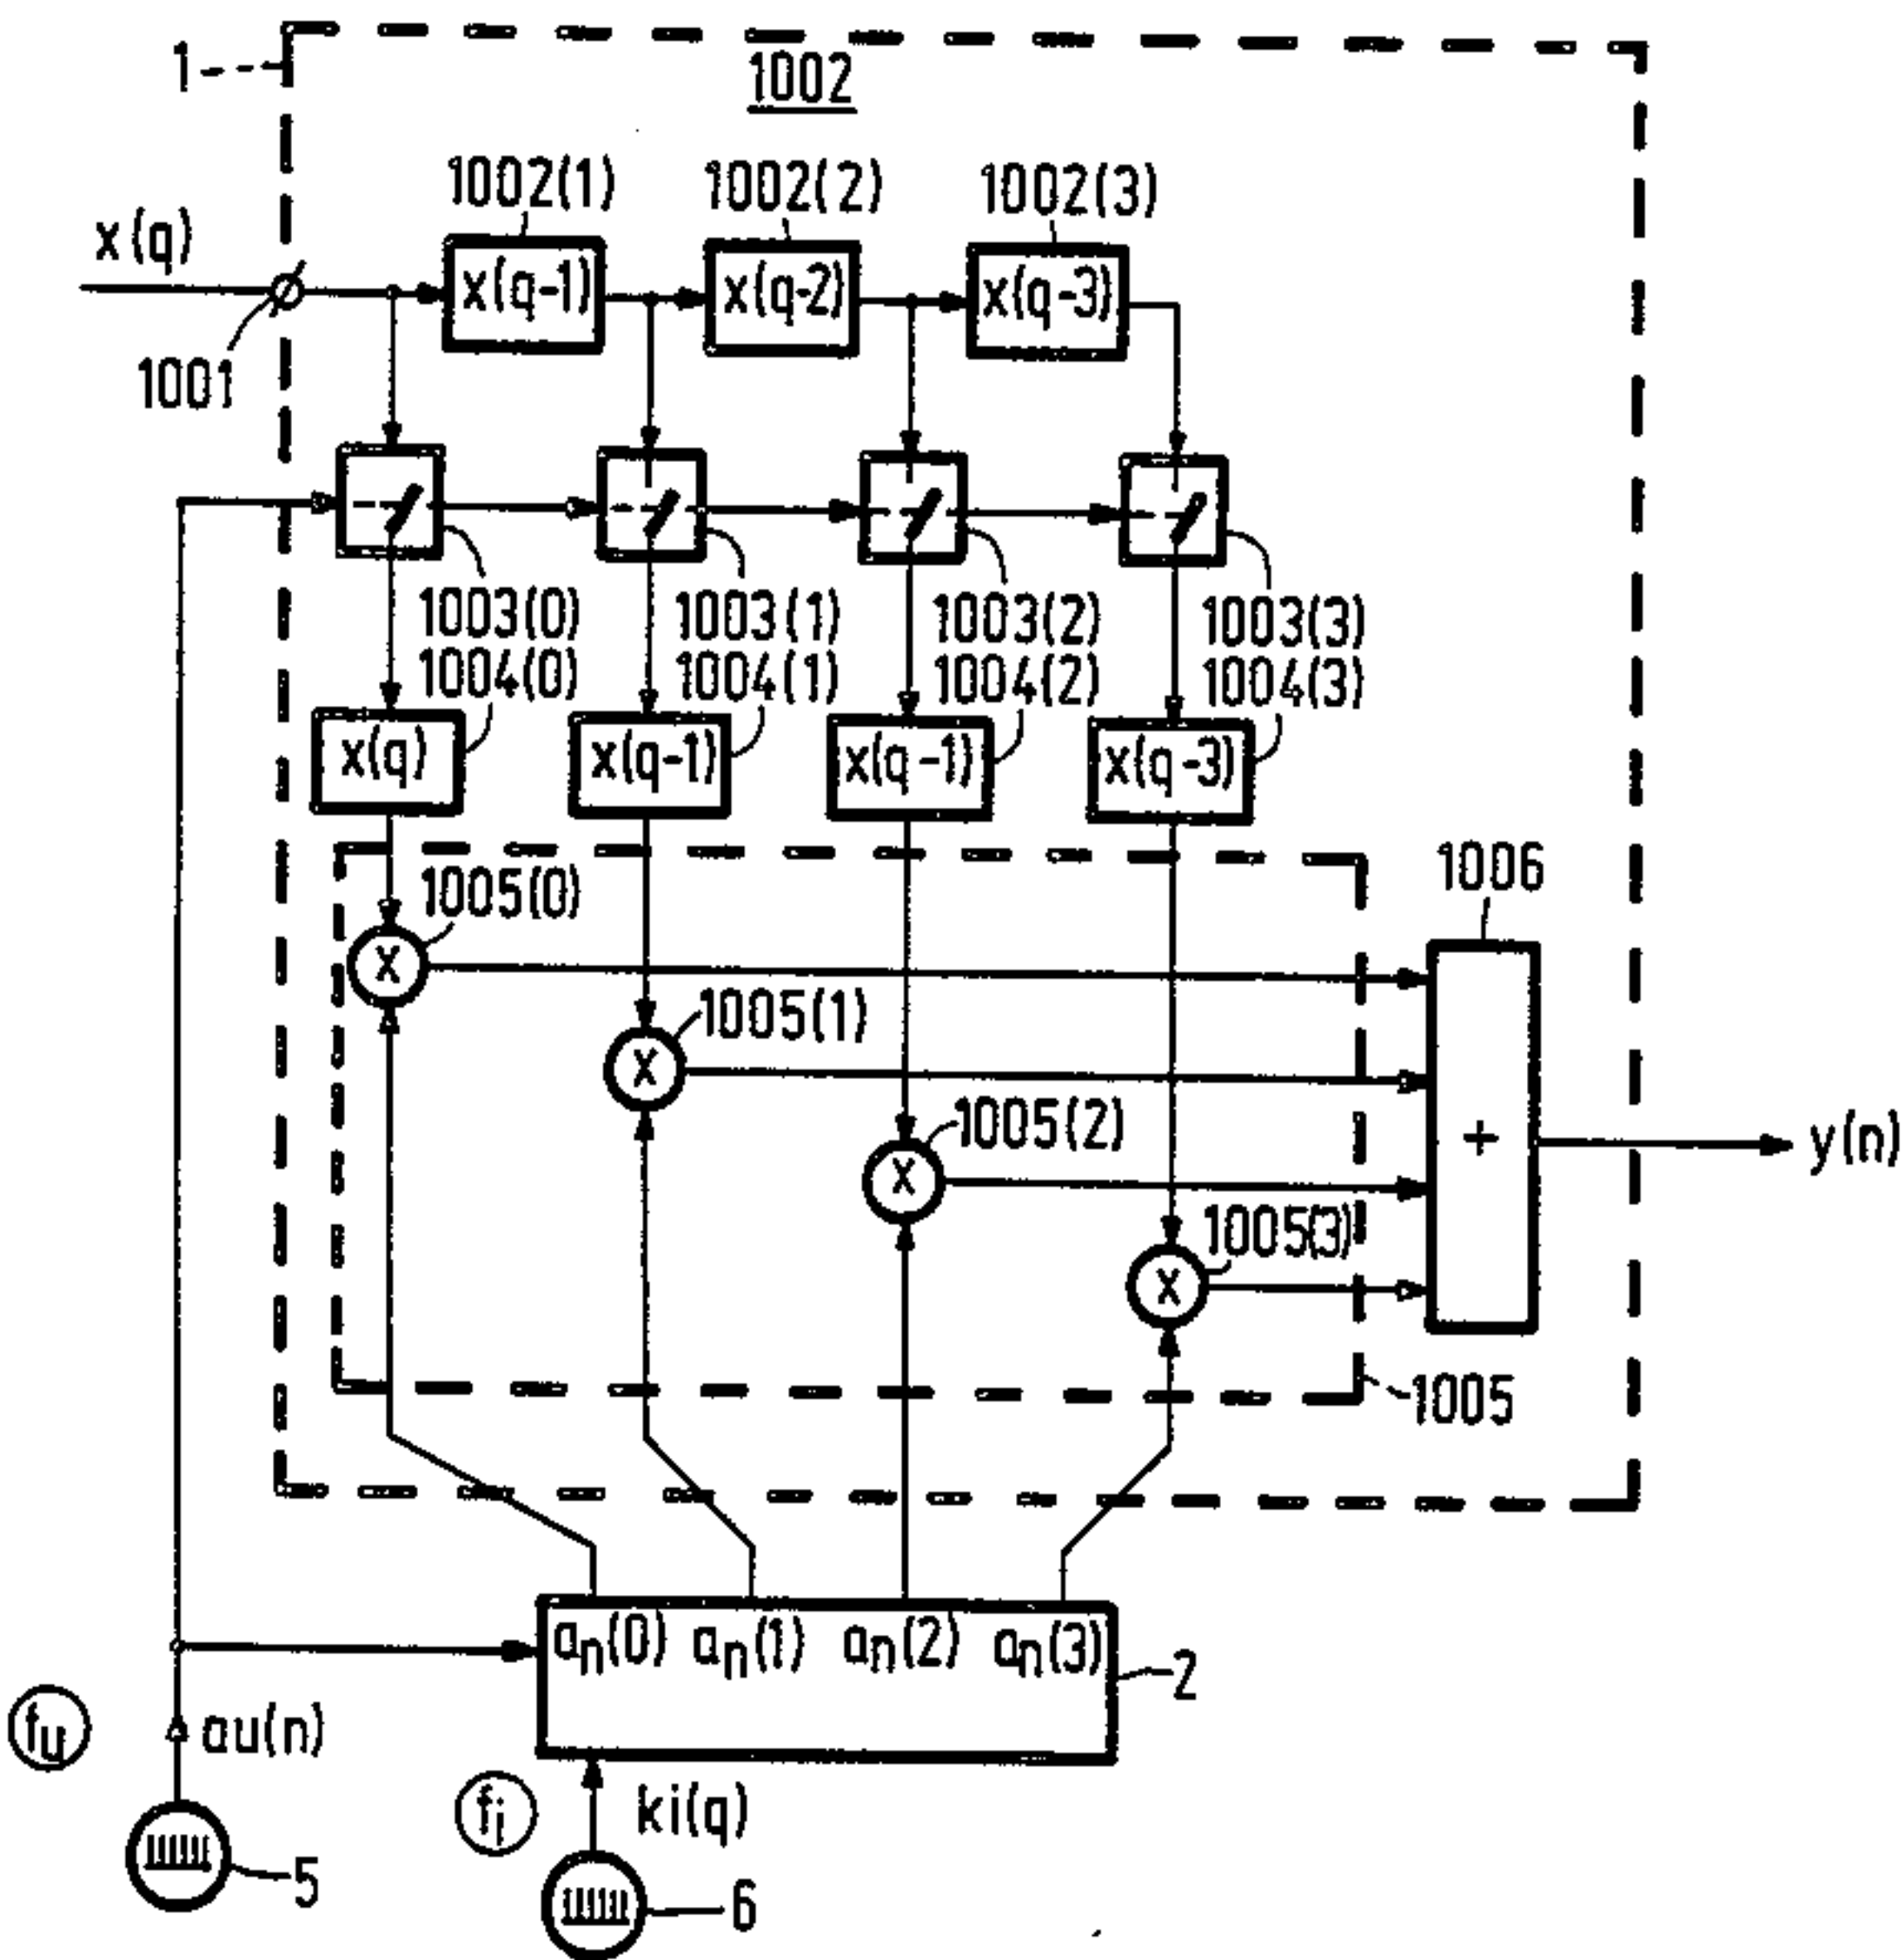 1
1002
1002(1) 1002(2) 1002(3)
x(q)
x(q-1) x(q-2) x(q-3)
1001
1003(0) 1003(1) 1003(2) 1003(3)
1004(0) 1004(1) 1004(2) 1004(3)
x(q) x(q-1) x(q-1) x(q-3)
1005(0)
1006
x
1005(1)
x
1005(2)
+
y(n)
x
1005(3)
x
1005
an(0) an(1) an(2) an(3)
2
fu
au(n)
fi
ki(q)
5
6